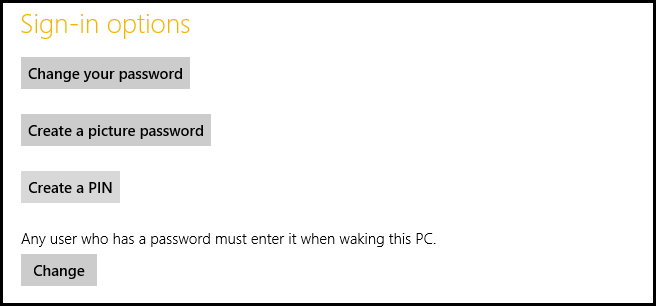 Sign-in options
Change your password
Create a picture password
Create a PIN
Any user who has a password must enter it when waking this PC.
Change